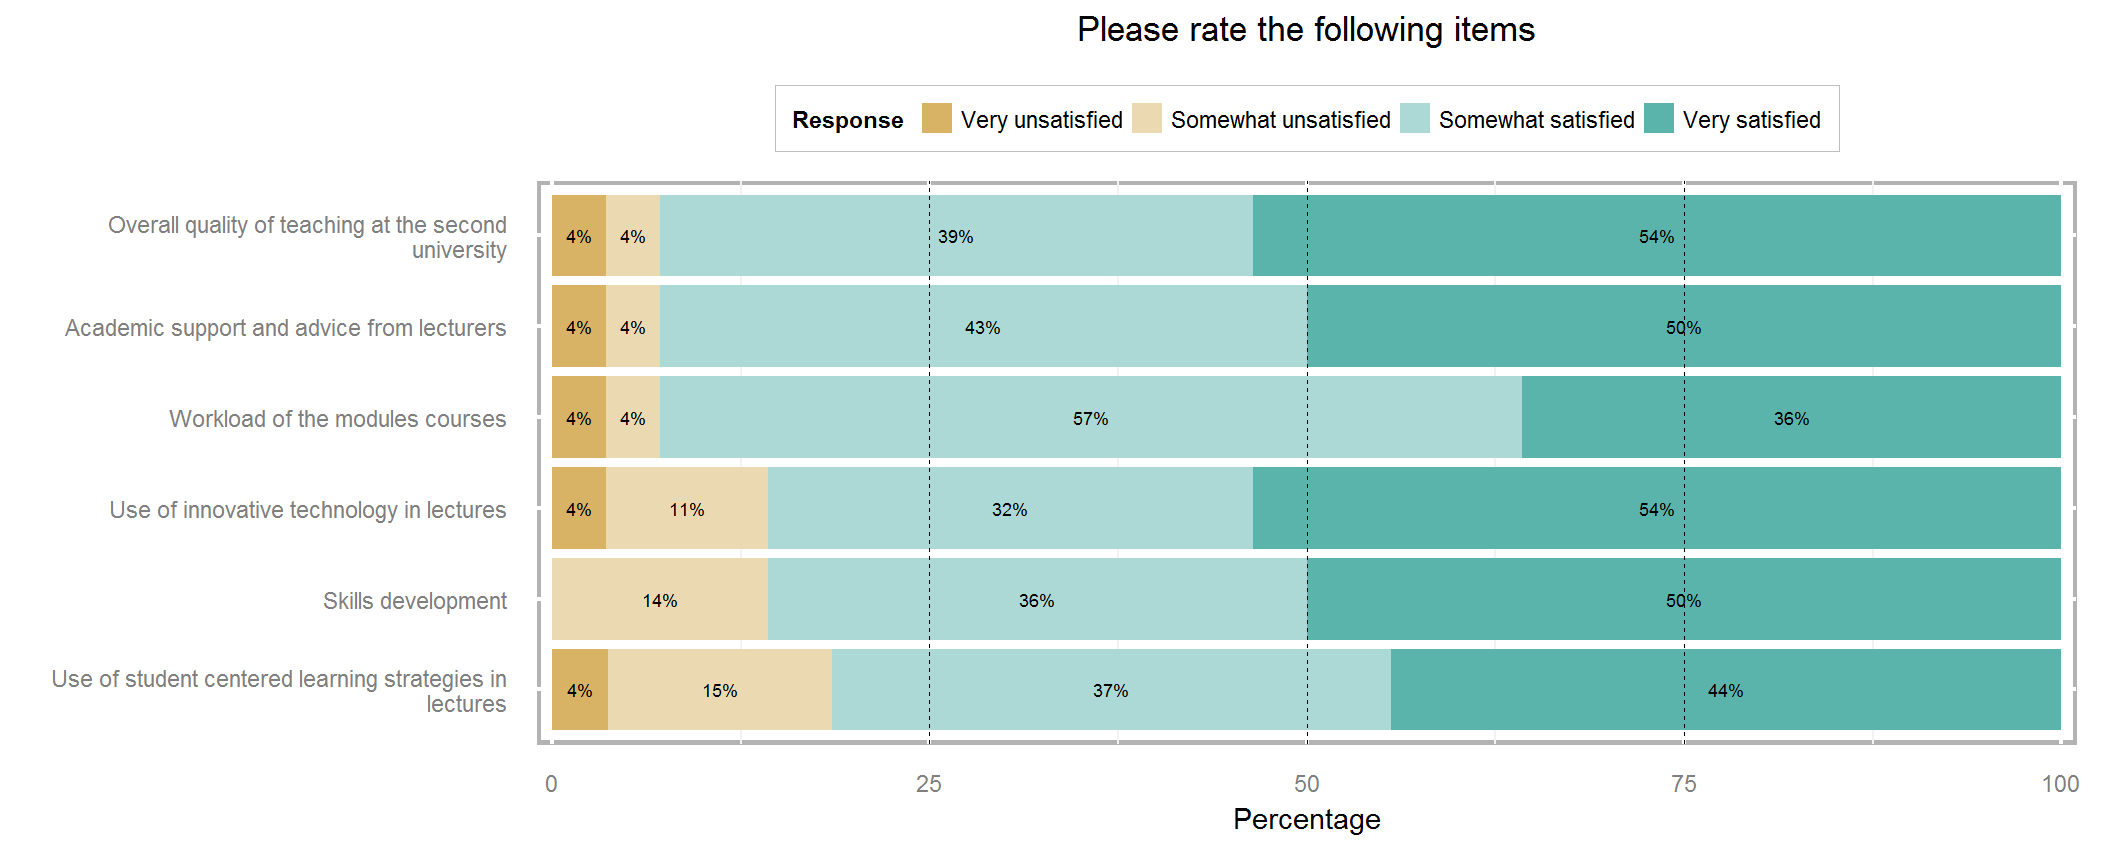 Please rate the following items
Response Very unsatisfied Somewhat unsatisfied Somewhat satisfied Very satisfied
Overall quality of teaching at the second
university
4% 4% 39% 54%
Academic support and advice from lecturers
4% 4% 43% 50%
Workload of the modules courses
4% 4% 57% 36%
Use of innovative technology in lectures
4% 11% 32% 54%
Skills development
14% 36% 50%
Use of student centered learning strategies in
lectures
4% 15% 37% 44%
0 25 50 75 100
Percentage